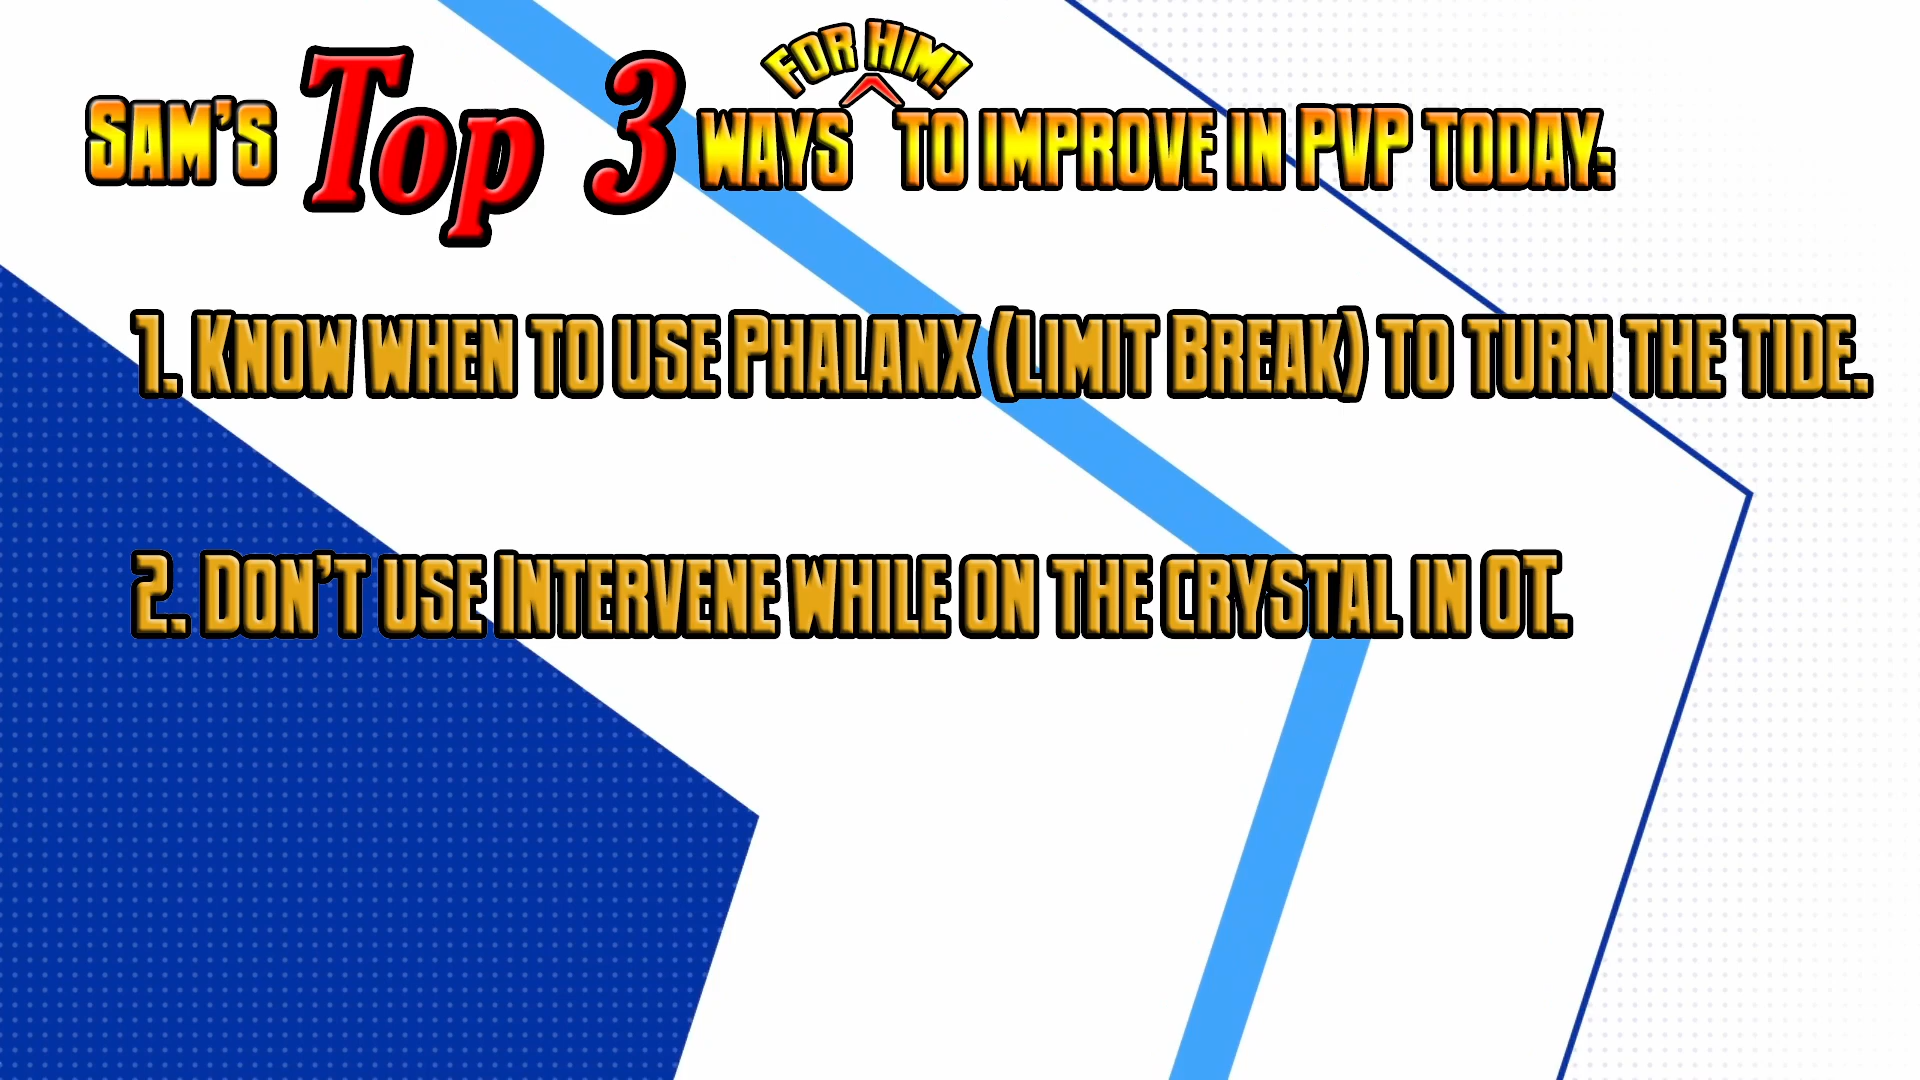 Sam's Top 3 ways for him! to improve in PVP today:
1. Know when to use Phalanx (Limit Break) to turn the tide.
2. Don't use Intervene while on the crystal in OT.